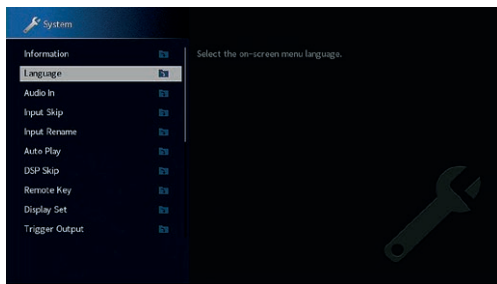 System
Information
Language
Select the on-screen menu language.
Audio In
Input Skip
Input Rename
Auto Play
DSP Skip
Remote Key
Display Set
Trigger Output